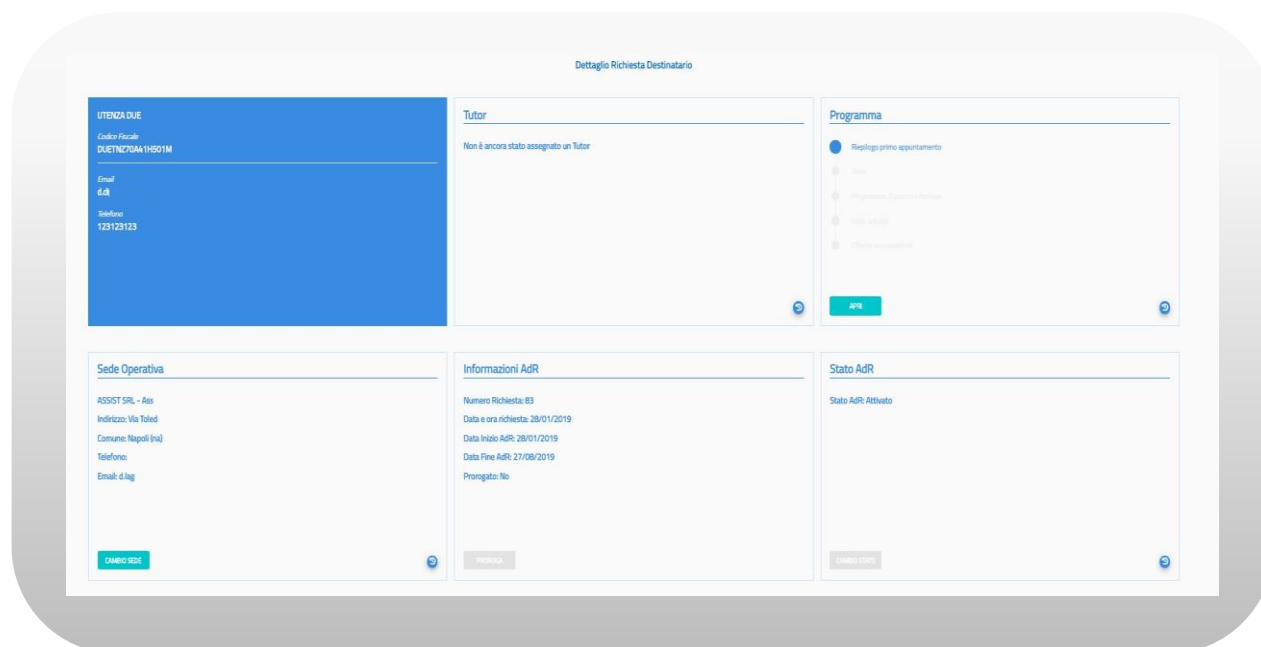 Dettaglio Richiesta Destinatario
UTENZA DUE
Codice Fiscale
DUETNZ70A41H501M
Email
d.di
Telefono
123123123
Tutor
Non è ancora stato assegnato un Tutor
Programma
Riepilogo primo appuntamento
APRI
Sede Operativa
ASSIST SRL - Ass
Indirizzo: Via Toled
Comune: Napoli (na)
Telefono:
Email: d.lag
CAMBIO SEDE
Informazioni AdR
Numero Richiesta: 83
Data e ora richiesta: 28/01/2019
Data Inizio AdR: 28/01/2019
Data Fine AdR: 27/08/2019
Prorogato: No
PROROGA
Stato AdR
Stato AdR: Attivato
CAMBIO STATO